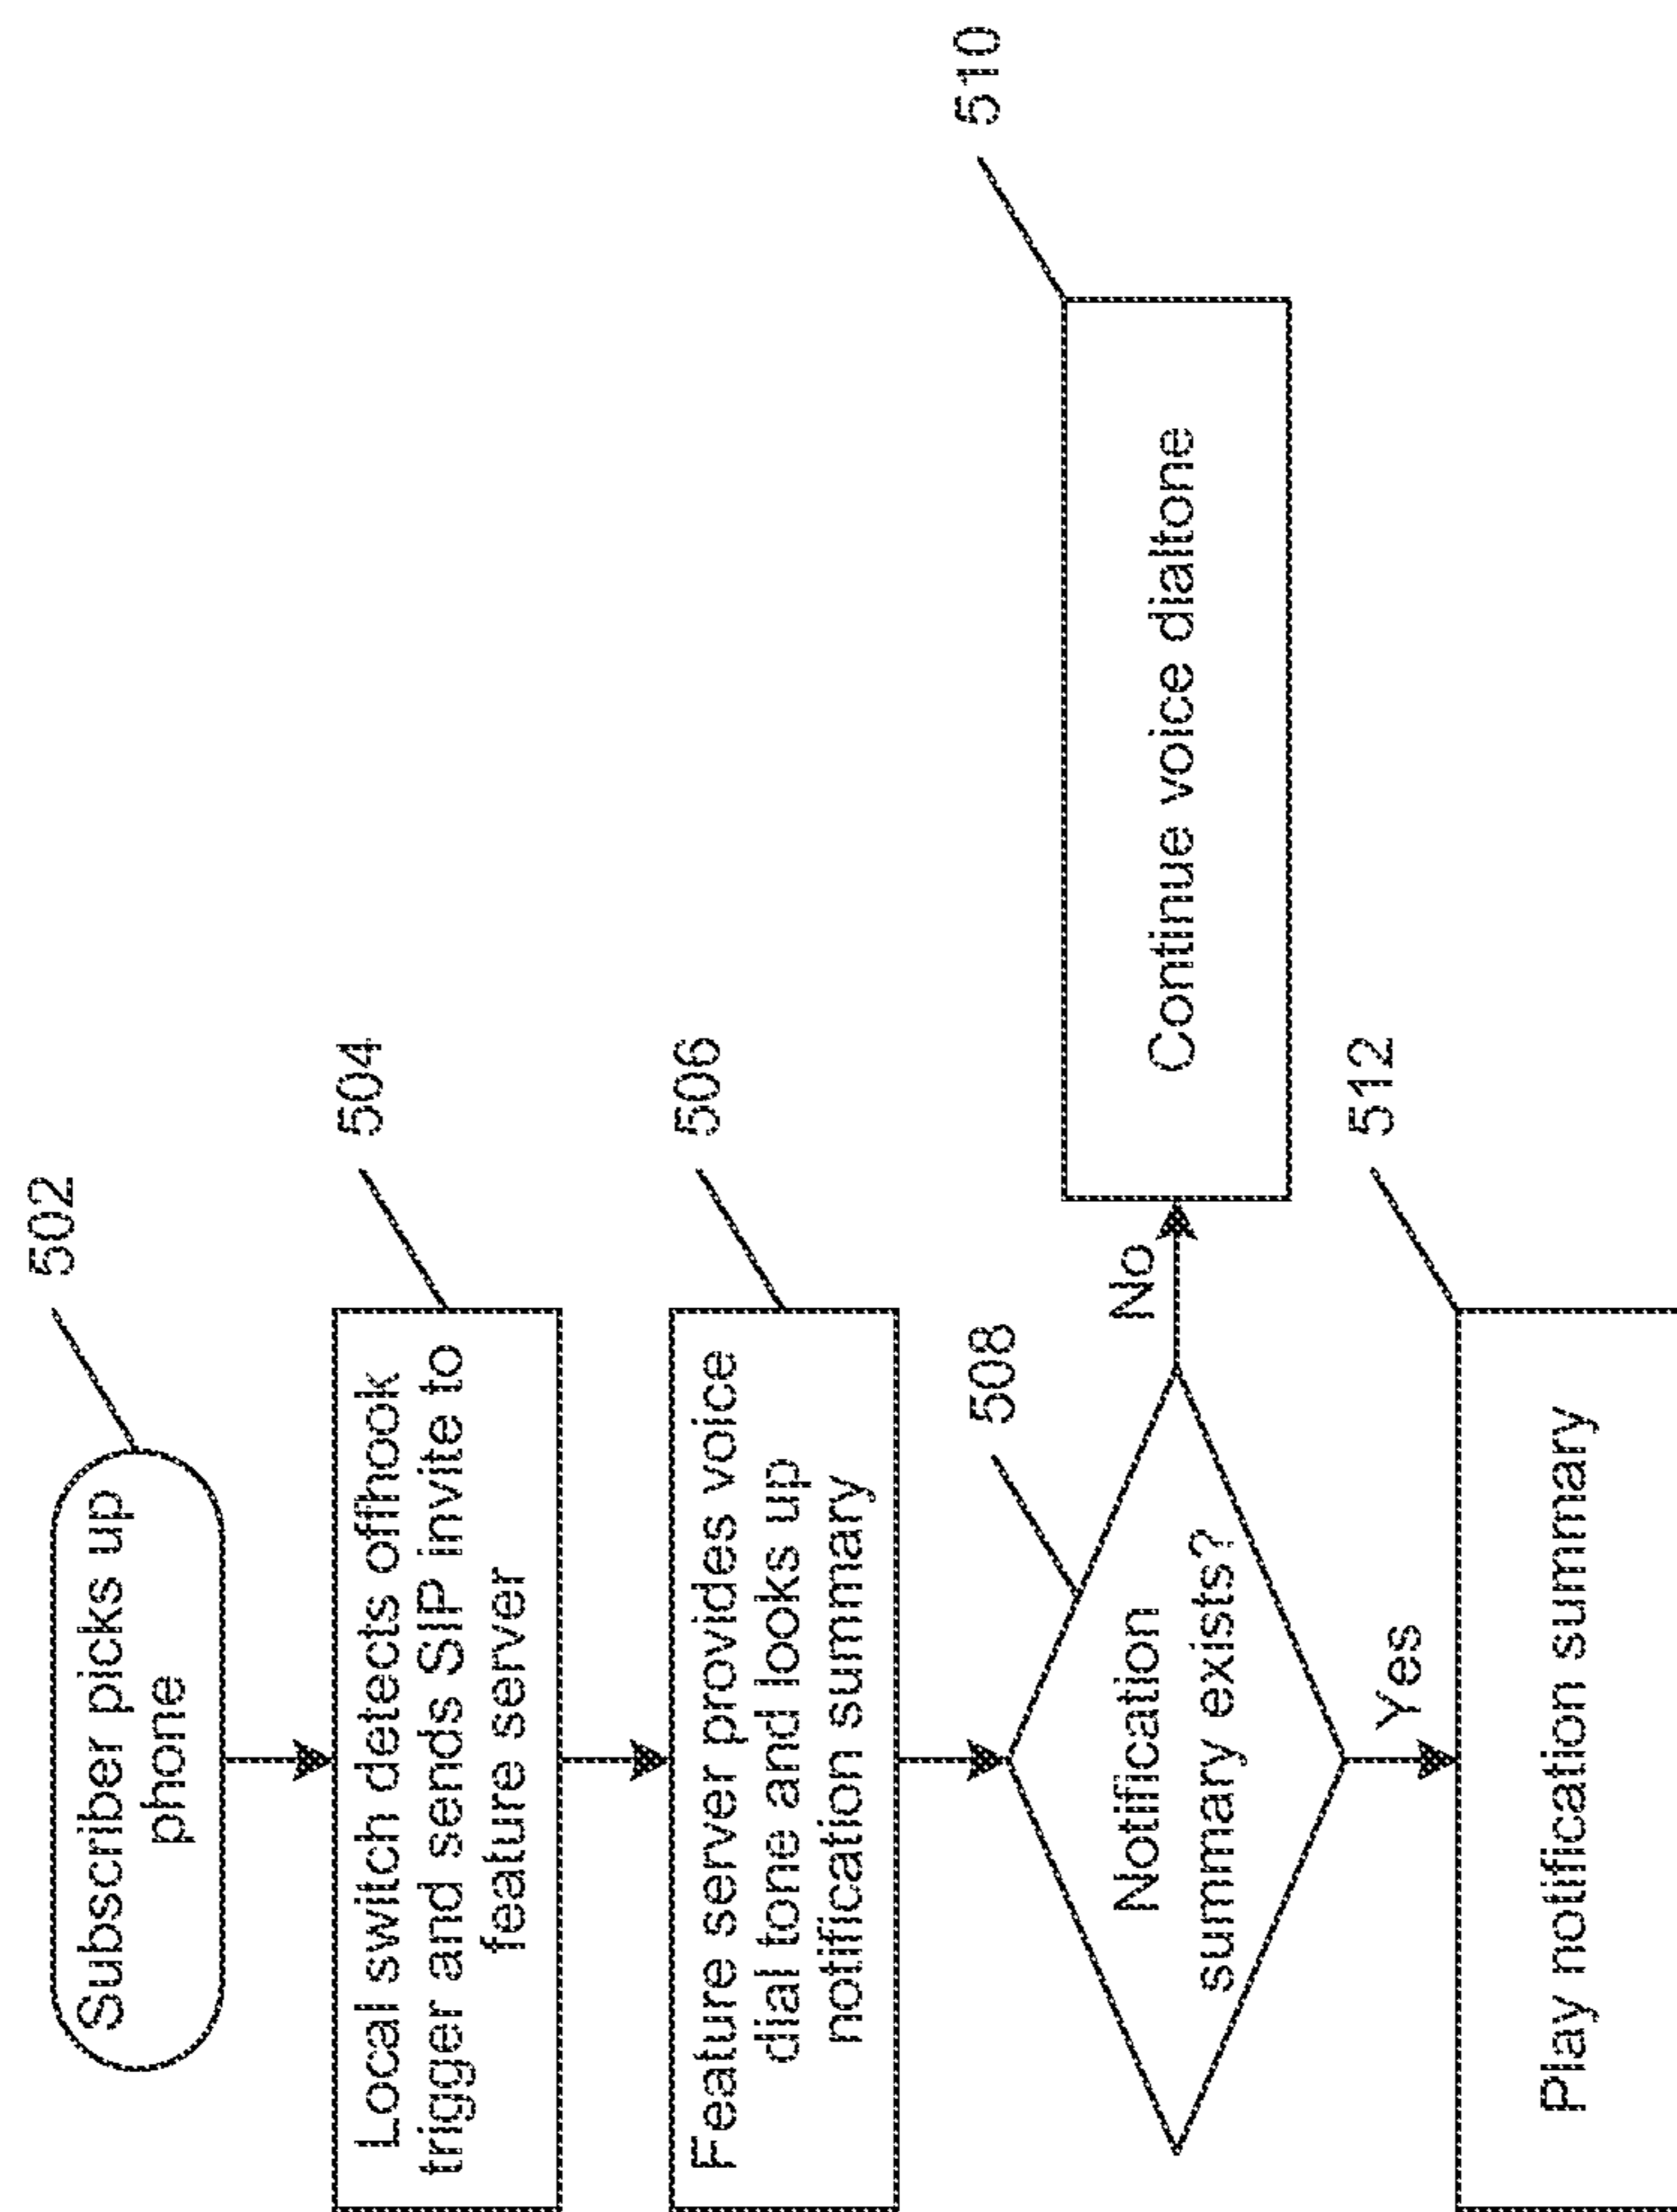 502
Subscriber picks up
phone
504
Local switch detects offhook
trigger and sends SIP invite to
feature server
506
Feature server provides voice
dial tone and looks up
notification summary
508
Notification
summary exists?
No
510
Continue voice dialtone
Yes
512
Play notification summary